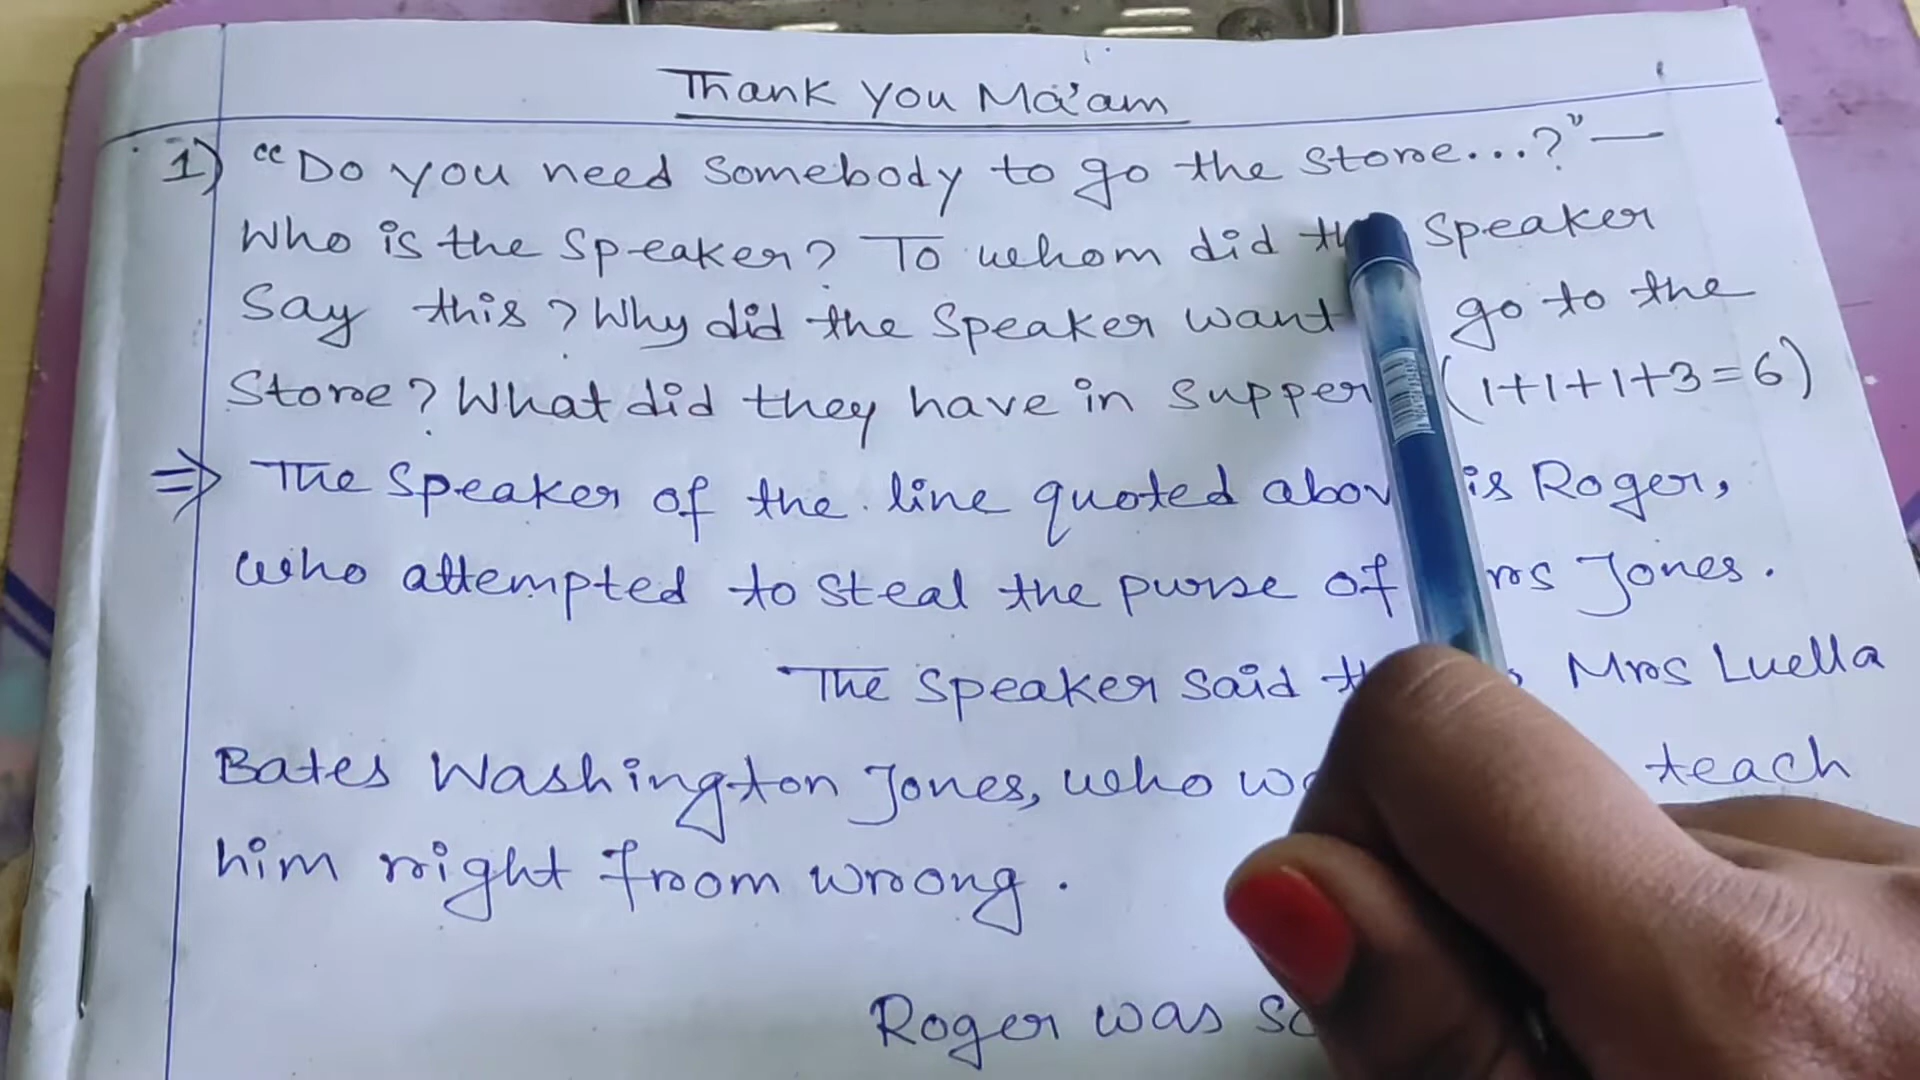 Thank you Ma'am
1) "Do you need somebody to go the store...?" —
Who is the speaker? To whom did the speaker
say this? Why did the speaker want go to the
store? What did they have in supper (1+1+1+3=6)
⇒ The speaker of the line quoted is Roger,
who attempted to steal the purse of Jones.
The speaker said Mrs Luella
Bates Washington Jones, who teach
him right from wrong.
Roger was